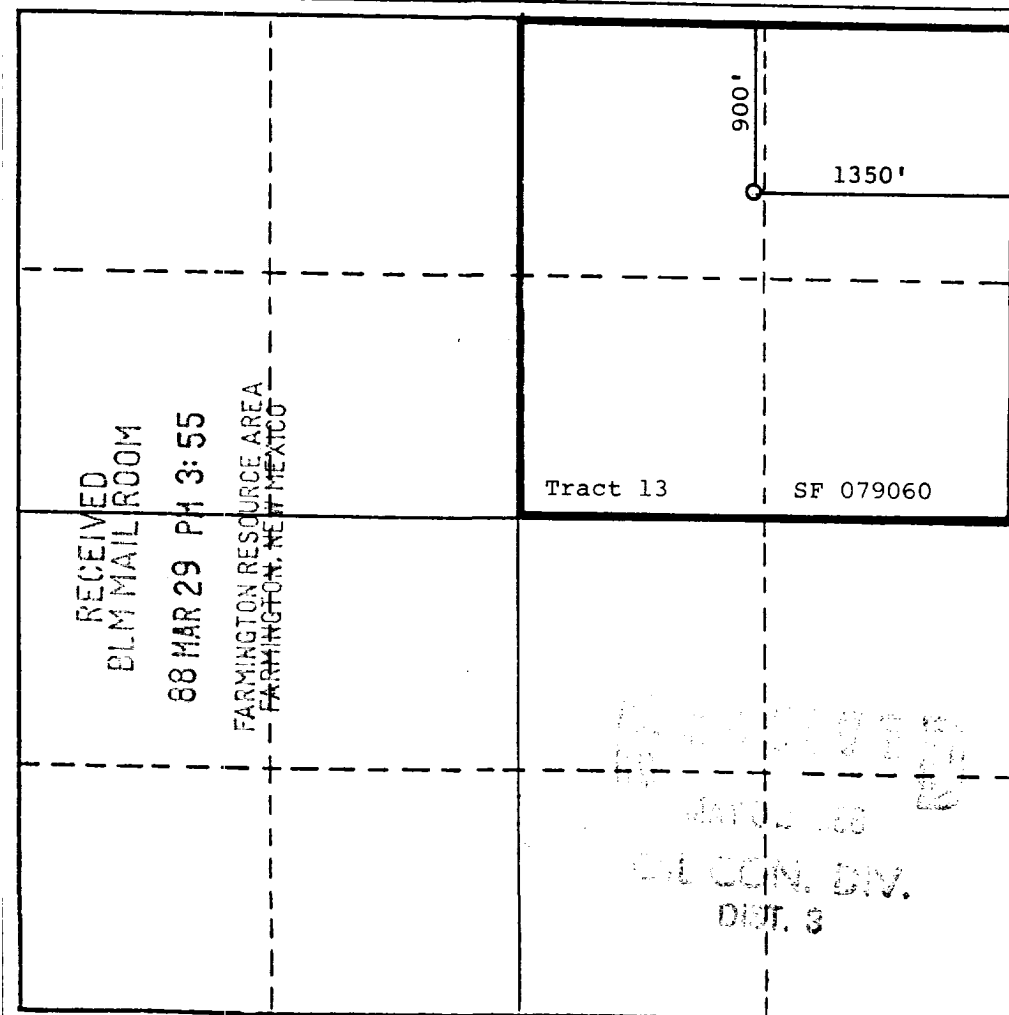 900'
1350'
Tract 13 SF 079060
RECEIVED
BLM MAIL ROOM
88 MAR 29 PM 3:55
FARMINGTON RESOURCE AREA
FARMINGTON, NEW MEXICO
CON. DIV.
DIST. 3